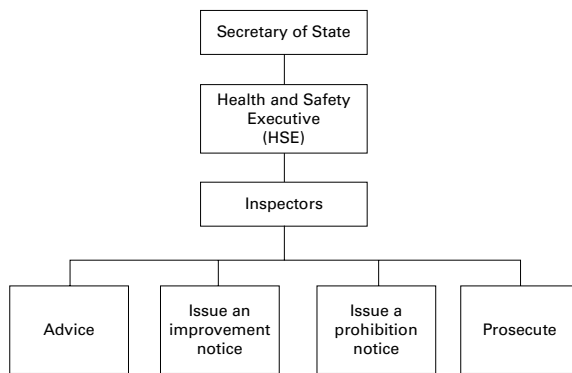 Secretary of State
Health and Safety
Executive
(HSE)
Inspectors
Advice
Issue an
improvement
notice
Issue a
prohibition
notice
Prosecute